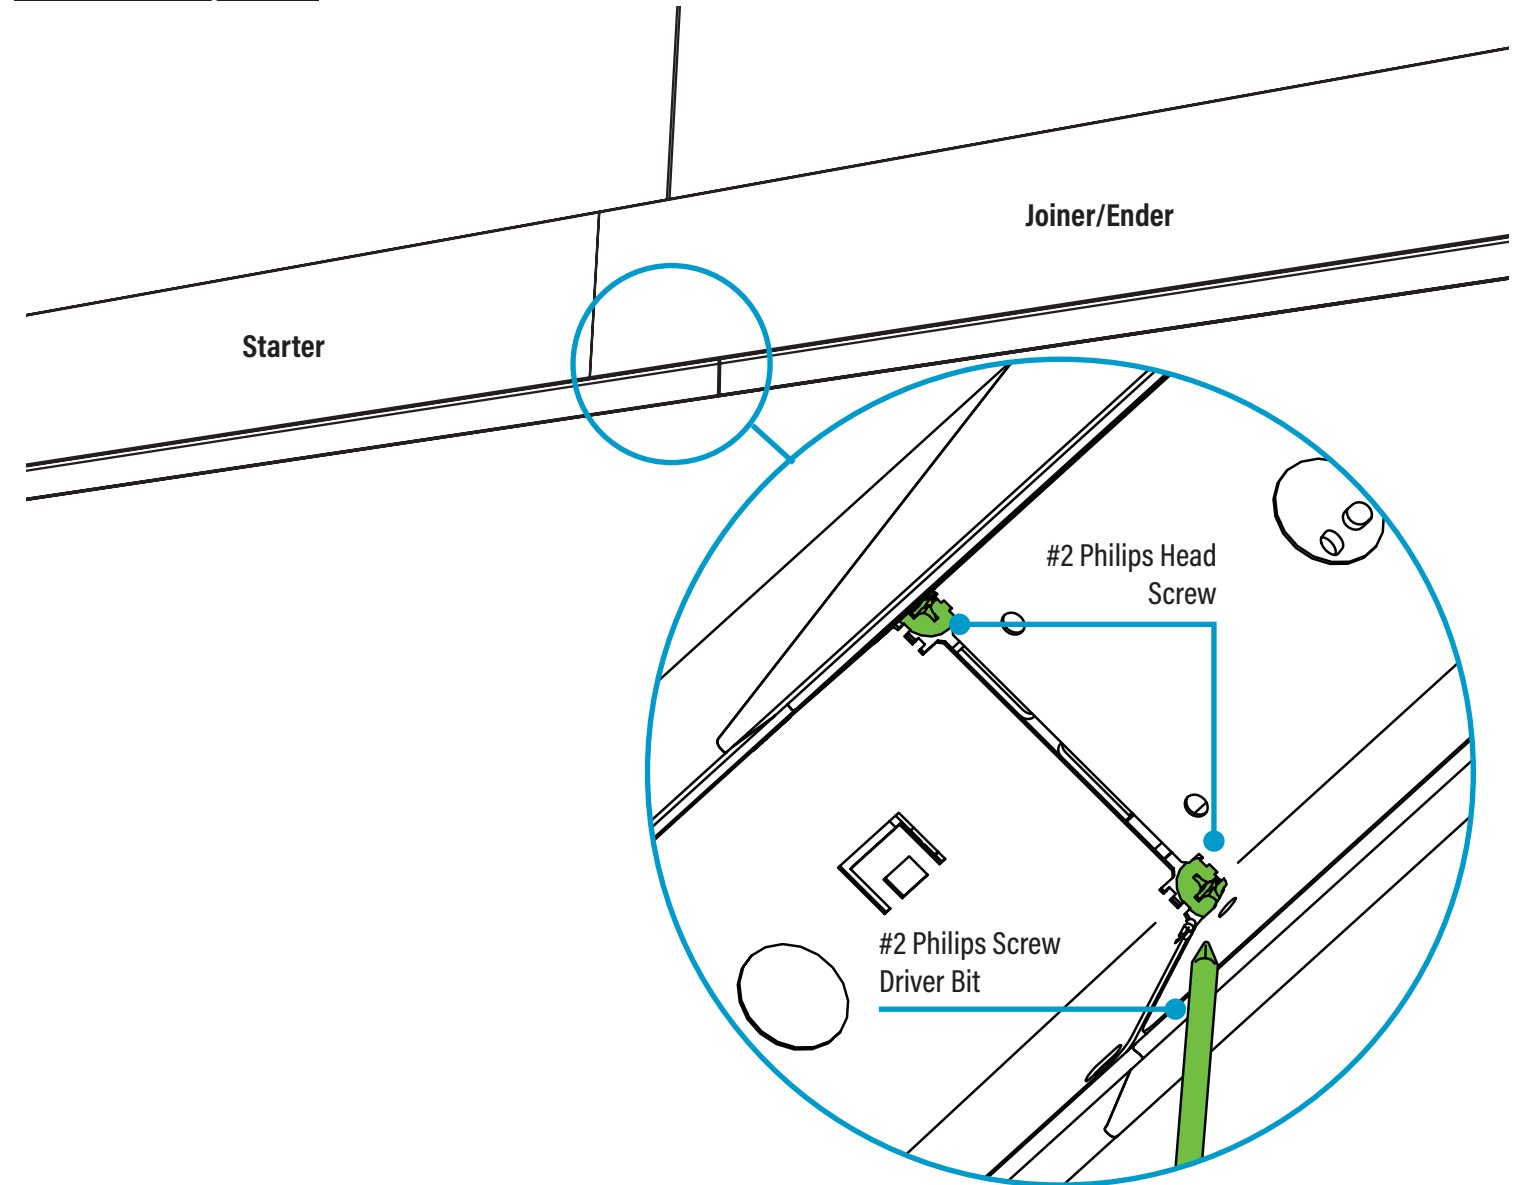 Joiner/Ender
Starter
#2 Philips Head
Screw
#2 Philips Screw
Driver Bit